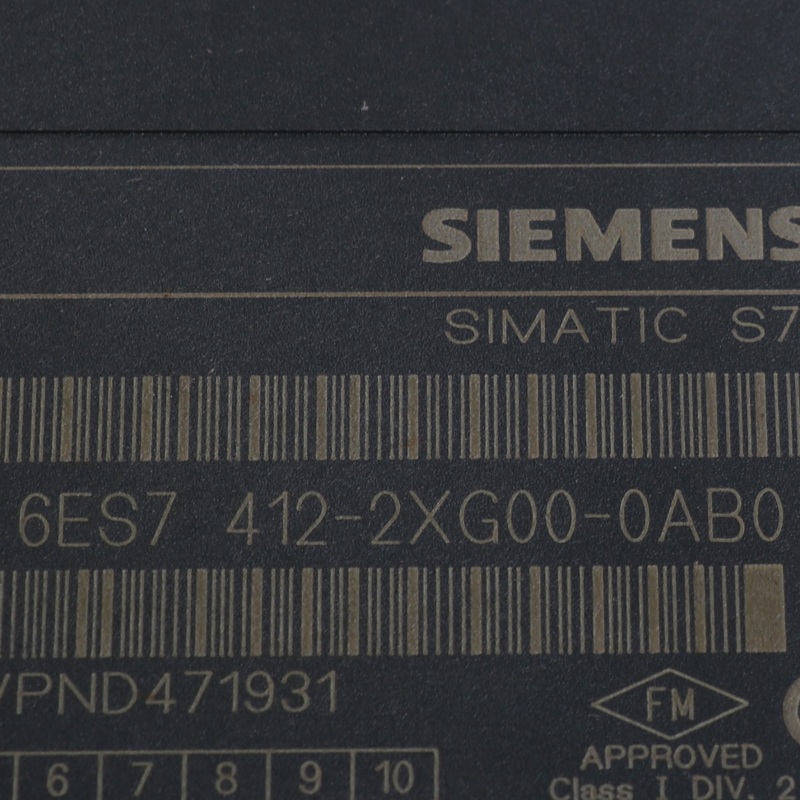 SIEMENS
SIMATIC S7
6ES7 412-2XG00-0AB0
VPND471931
FM
6 7 8 9 10
APPROVED
Class I DIV. 2